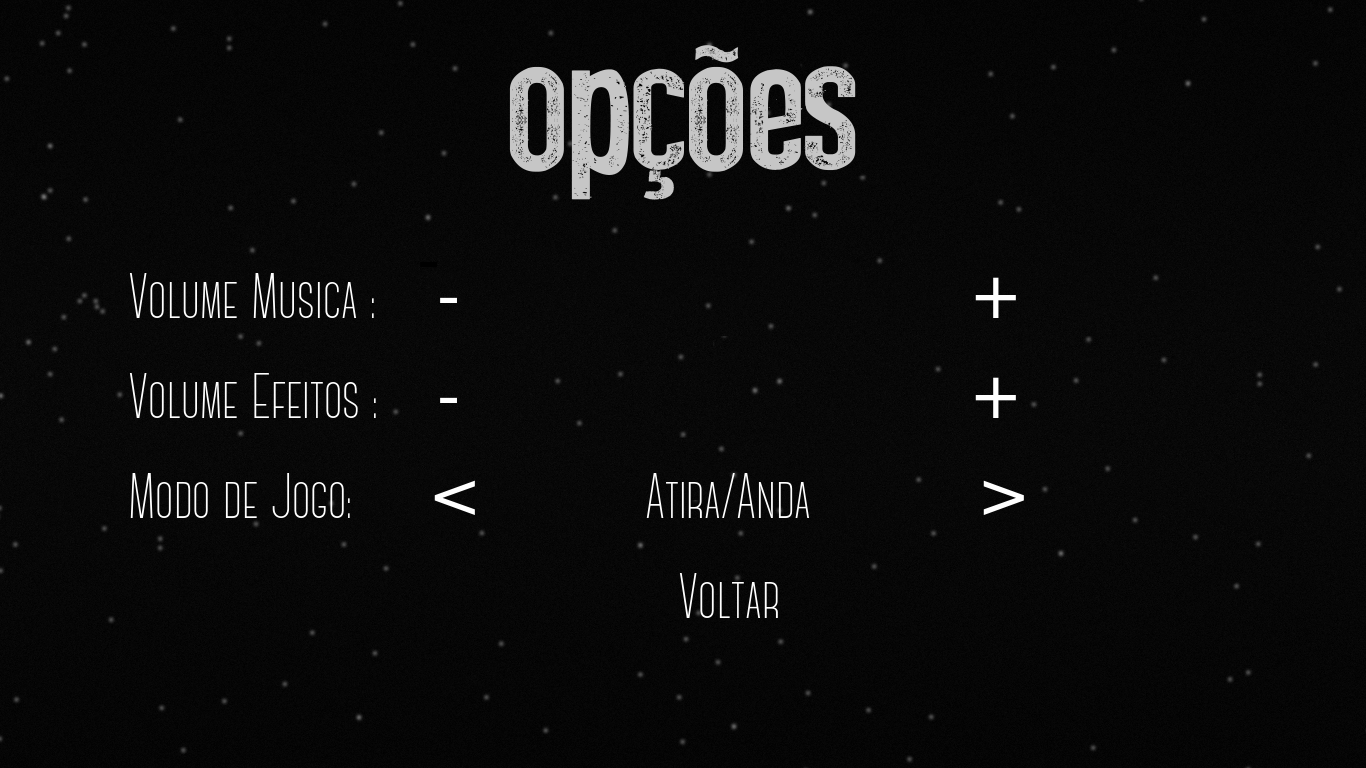 opções
Volume Musica : - +
Volume Efeitos : - +
Modo de Jogo: < Atira/Anda >
Voltar